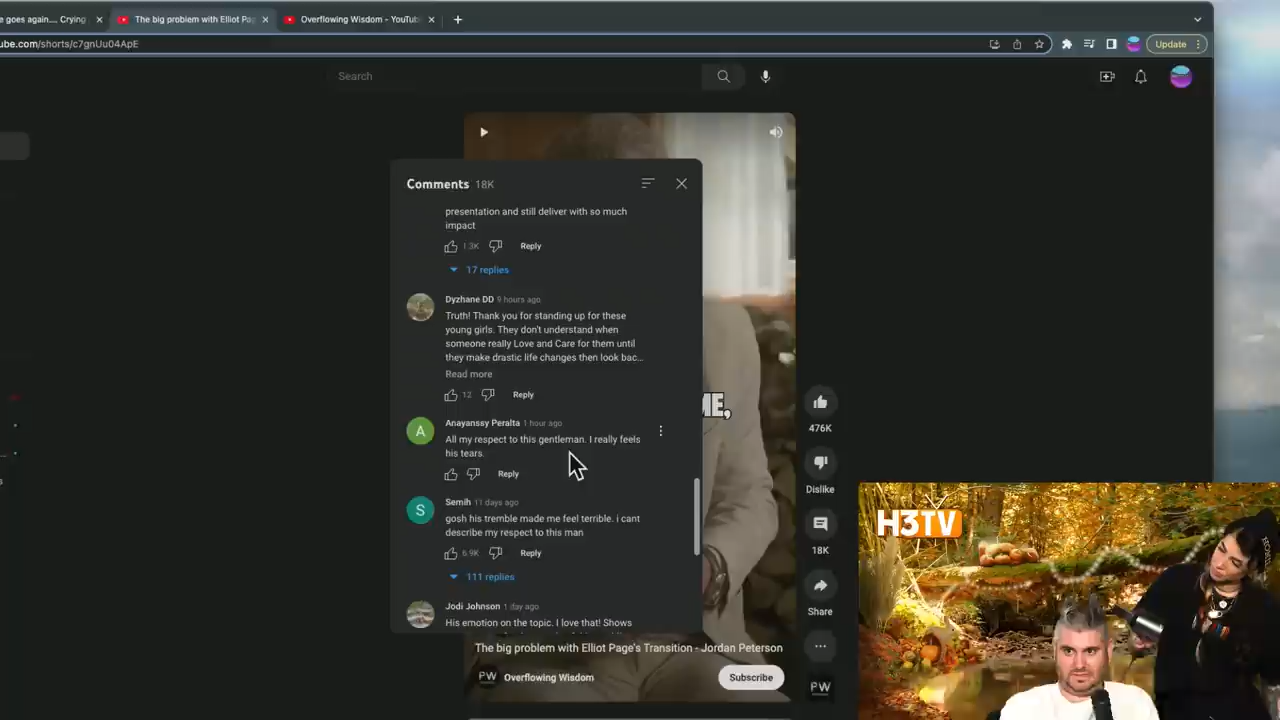 e goes again.... Crying
The big problem with Elliot Pag
Overflowing Wisdom - YouTub
ube.com/shorts/c7gnUu04ApE
Update
Search
Comments 18K
presentation and still deliver with so much
impact
1.3K Reply
17 replies
Dyzhane DD 9 hours ago
Truth! Thank you for standing up for these
young girls. They don't understand when
someone really Love and Care for them until
they make drastic life changes then look bac...
Read more
12 Reply
Anayanssy Peralta 1 hour ago
All my respect to this gentleman. I really feels
his tears.
Reply
Semih 11 days ago
gosh his tremble made me feel terrible. i cant
describe my respect to this man
6.9K Reply
111 replies
Jodi Johnson 1 day ago
His emotion on the topic. I love that! Shows
ME,
476K
Dislike
18K
Share
PW
The big problem with Elliot Page's Transition - Jordan Peterson
PW Overflowing Wisdom
Subscribe
H3TV